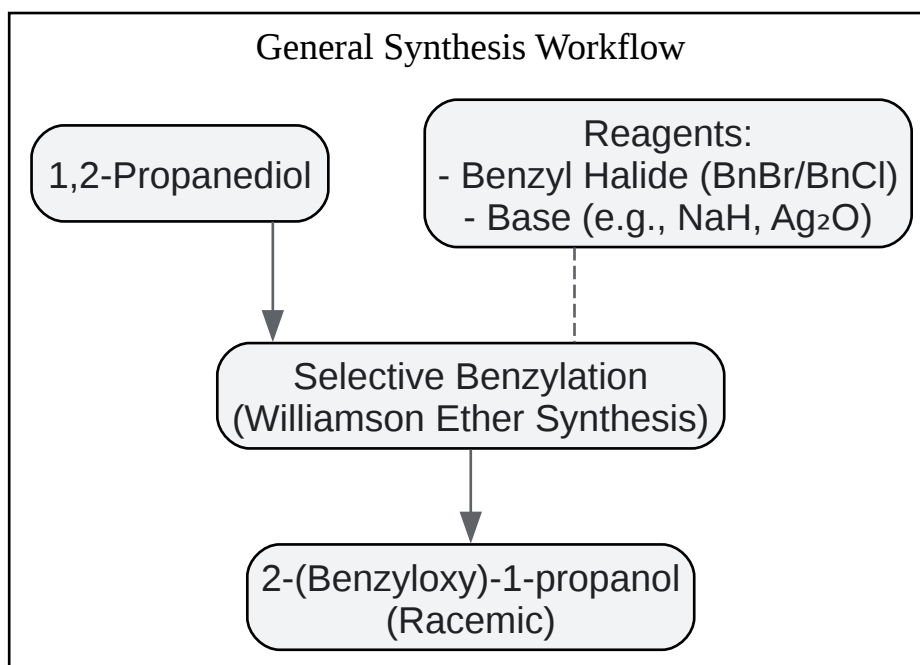 General Synthesis Workflow
1,2-Propanediol
Reagents:
- Benzyl Halide (BnBr/BnCl)
- Base (e.g., NaH, Ag₂O)
Selective Benzylation
(Williamson Ether Synthesis)
2-(Benzyloxy)-1-propanol
(Racemic)